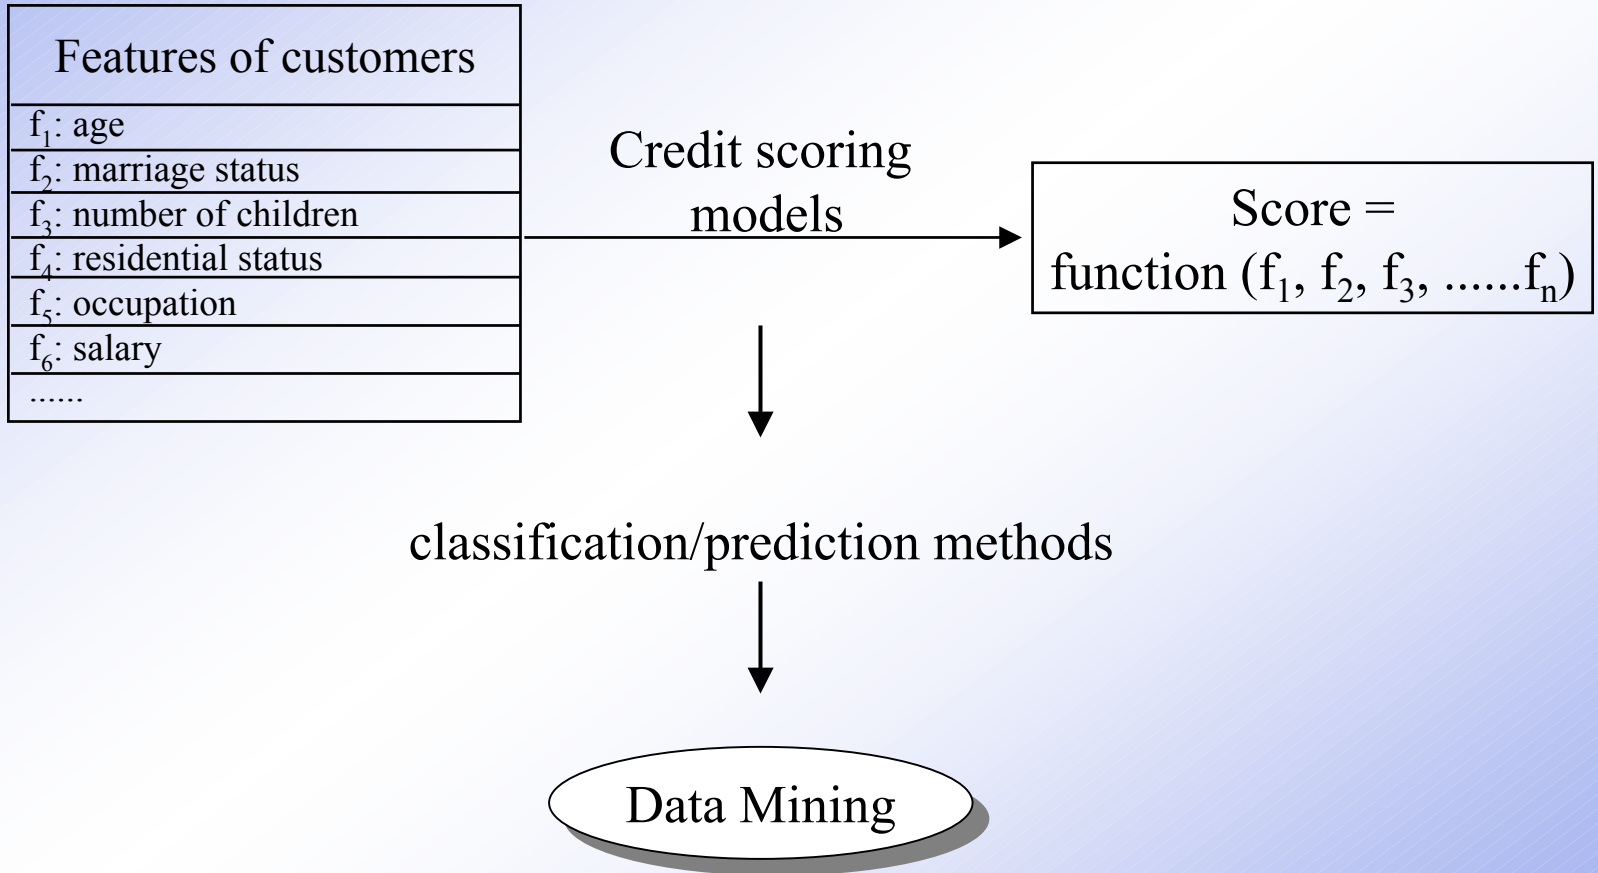 Features of customers
f₁: age
f₂: marriage status
f₃: number of children
f₄: residential status
f₅: occupation
f₆: salary
......
Credit scoring
models
Score =
function (f₁, f₂, f₃, ......fₙ)
classification/prediction methods
Data Mining